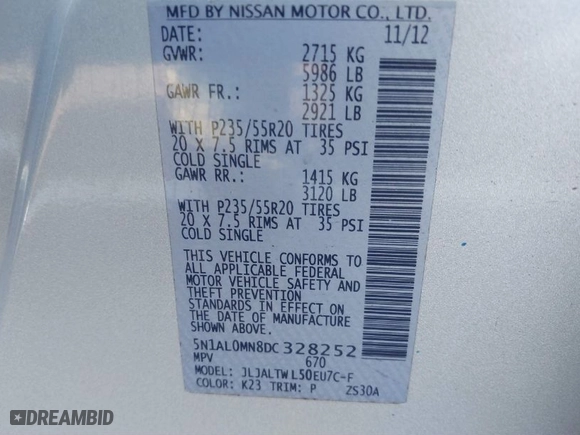 MFD BY NISSAN MOTOR CO., LTD.
DATE: 11/12
GVWR: 2715 KG
5986 LB
GAWR FR.: 1325 KG
2921 LB
WITH P235/55R20 TIRES
20 X 7.5 RIMS AT 35 PSI
COLD SINGLE
GAWR RR.: 1415 KG
3120 LB
WITH P235/55R20 TIRES
20 X 7.5 RIMS AT 35 PSI
COLD SINGLE
THIS VEHICLE CONFORMS TO
ALL APPLICABLE FEDERAL
MOTOR VEHICLE SAFETY AND
THEFT PREVENTION
STANDARDS IN EFFECT ON
THE DATE OF MANUFACTURE
SHOWN ABOVE.
5N1AL0MN8DC328252
MPV 670
MODEL: JLJALTWL50EU7C-F
COLOR: K23 TRIM: P ZS30A
DREAMBID